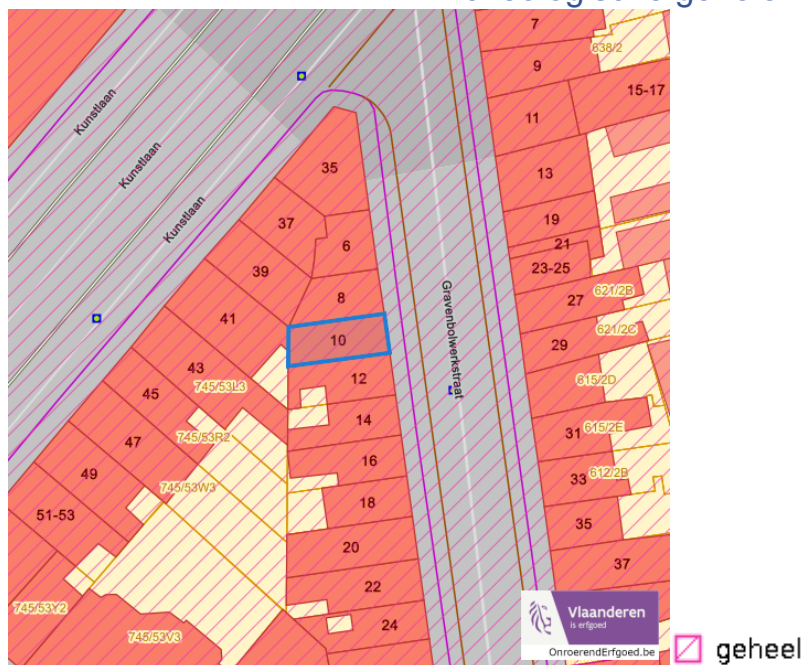 7
638/2
9
15-17
11
Kunstlaan
Kunstlaan
Kunstlaan
35
13
37
19
6
21
39
23-25
8
Gravenbolwerkstraat
621/2B
27
41
10
621/2C
29
43
745/53L3
12
615/2D
45
14
31
615/2E
47
745/53R2
16
33
612/2B
49
745/53W3
18
35
51-53
20
37
22
745/53Y2
24
745/53V3
Vlaanderen
is erfgoed
OnroerendErfgoed.be
geheel